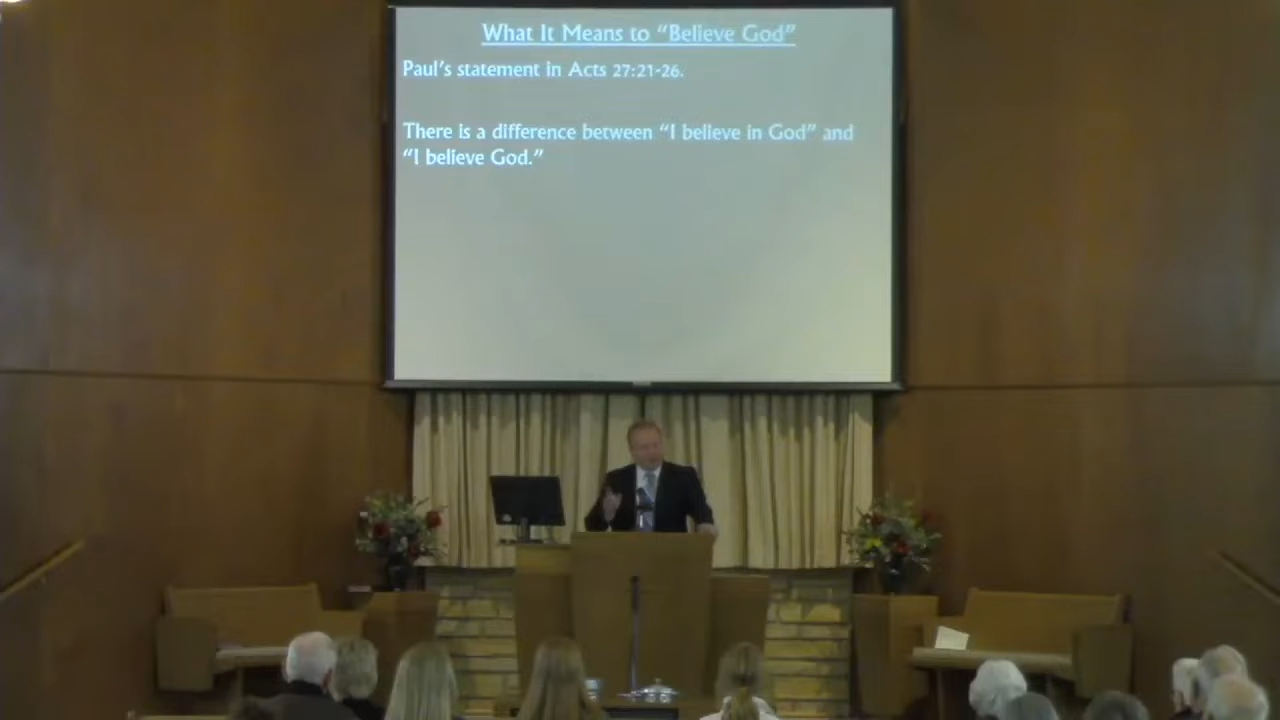 What It Means to “Believe God”
Paul’s statement in Acts 27:21-26.
There is a difference between “I believe in God” and
“I believe God.”